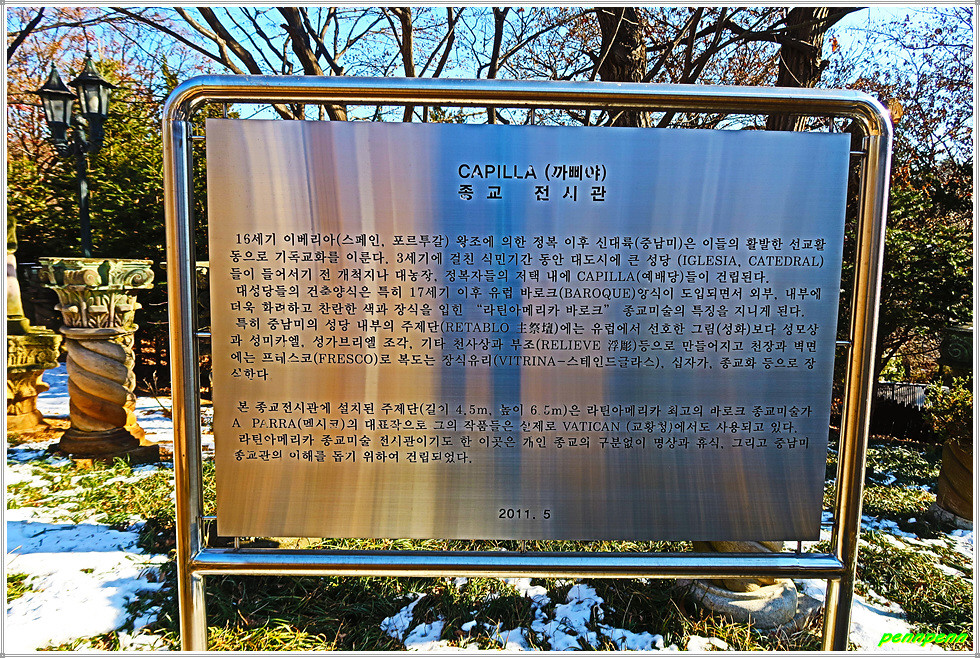 CAPILLA (까삐야)
종교 전시관
16세기 이베리아(스페인, 포르투갈) 왕조에 의한 정복 이후 신대륙(중남미)은 이들의 활발한 선교활
동으로 기독교화를 이룬다. 3세기에 걸친 식민기간 동안 대도시에 큰 성당 (IGLESIA, CATEDRAL)
들이 들어서기 전 개척지나 대농장, 정복자들의 저택 내에 CAPILLA(예배당)들이 건립된다.
대성당들의 건축양식은 특히 17세기 이후 유럽 바로크(BAROQUE)양식이 도입되면서 외부, 내부에
더욱 화려하고 찬란한 색과 장식을 입힌 "라틴아메리카 바로크" 종교미술의 특징을 지니게 된다.
특히 중남미의 성당 내부의 주제단(RETABLO 主祭壇)에는 유럽에서 선호한 그림(성화)보다 성모상
과 성미카엘, 성가브리엘 조각, 기타 천사상과 부조(RELIEVE 浮彫)등으로 만들어지고 천장과 벽면
에는 프레스코(FRESCO)로 복도는 장식유리(VITRINA-스테인드글라스), 십자가, 종교화 등으로 장
식한다.
본 종교전시관에 설치된 주제단(길이 4.5m, 높이 6.5m)은 라틴아메리카 최고의 바로크 종교미술가
A. PARRA(멕시코)의 대표작으로 그의 작품들은 실제로 VATICAN (교황청)에서도 사용되고 있다.
라틴아메리카 종교미술 전시관이기도 한 이곳은 개인 종교의 구분없이 명상과 휴식, 그리고 중남미
종교관의 이해를 돕기 위하여 건립되었다.
2011. 5
penopenn